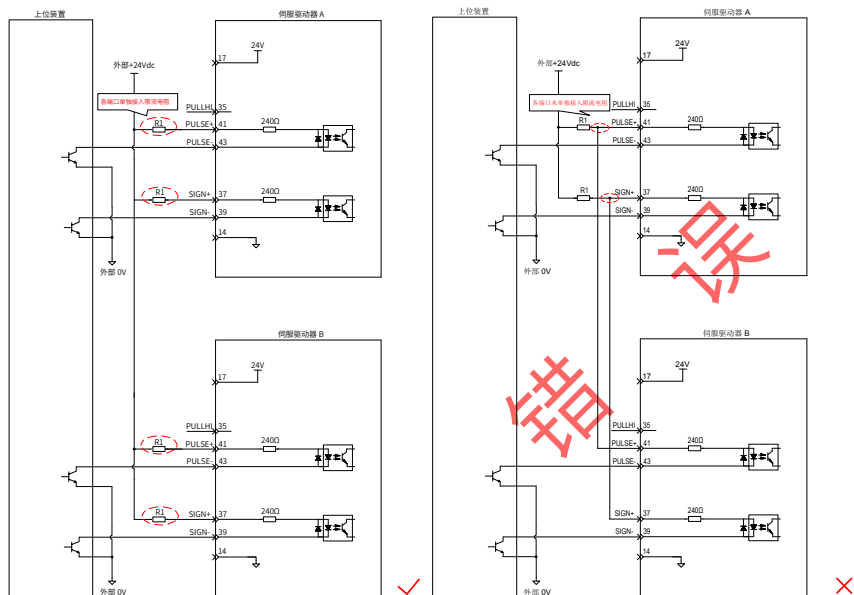 上位装置
伺服驱动器 A
17
24V
外部+24Vdc
各端口单独接入限流电阻
PULLHI 35
R1
PULSE+ 41
240Ω
PULSE- 43
R1
SIGN+ 37
240Ω
SIGN- 39
14
外部 0V
伺服驱动器 B
17
24V
PULLHI 35
R1
PULSE+ 41
240Ω
PULSE- 43
R1
SIGN+ 37
240Ω
SIGN- 39
14
外部 0V
上位装置
伺服驱动器 A
17
24V
外部+24Vdc
各端口未单独接入限流电阻
PULLHI 35
R1
PULSE+ 41
240Ω
PULSE- 43
R1
SIGN+ 37
240Ω
SIGN- 39
14
外部 0V
错误
伺服驱动器 B
17
24V
PULLHI 35
PULSE+ 41
240Ω
PULSE- 43
SIGN+ 37
240Ω
SIGN- 39
14
外部 0V